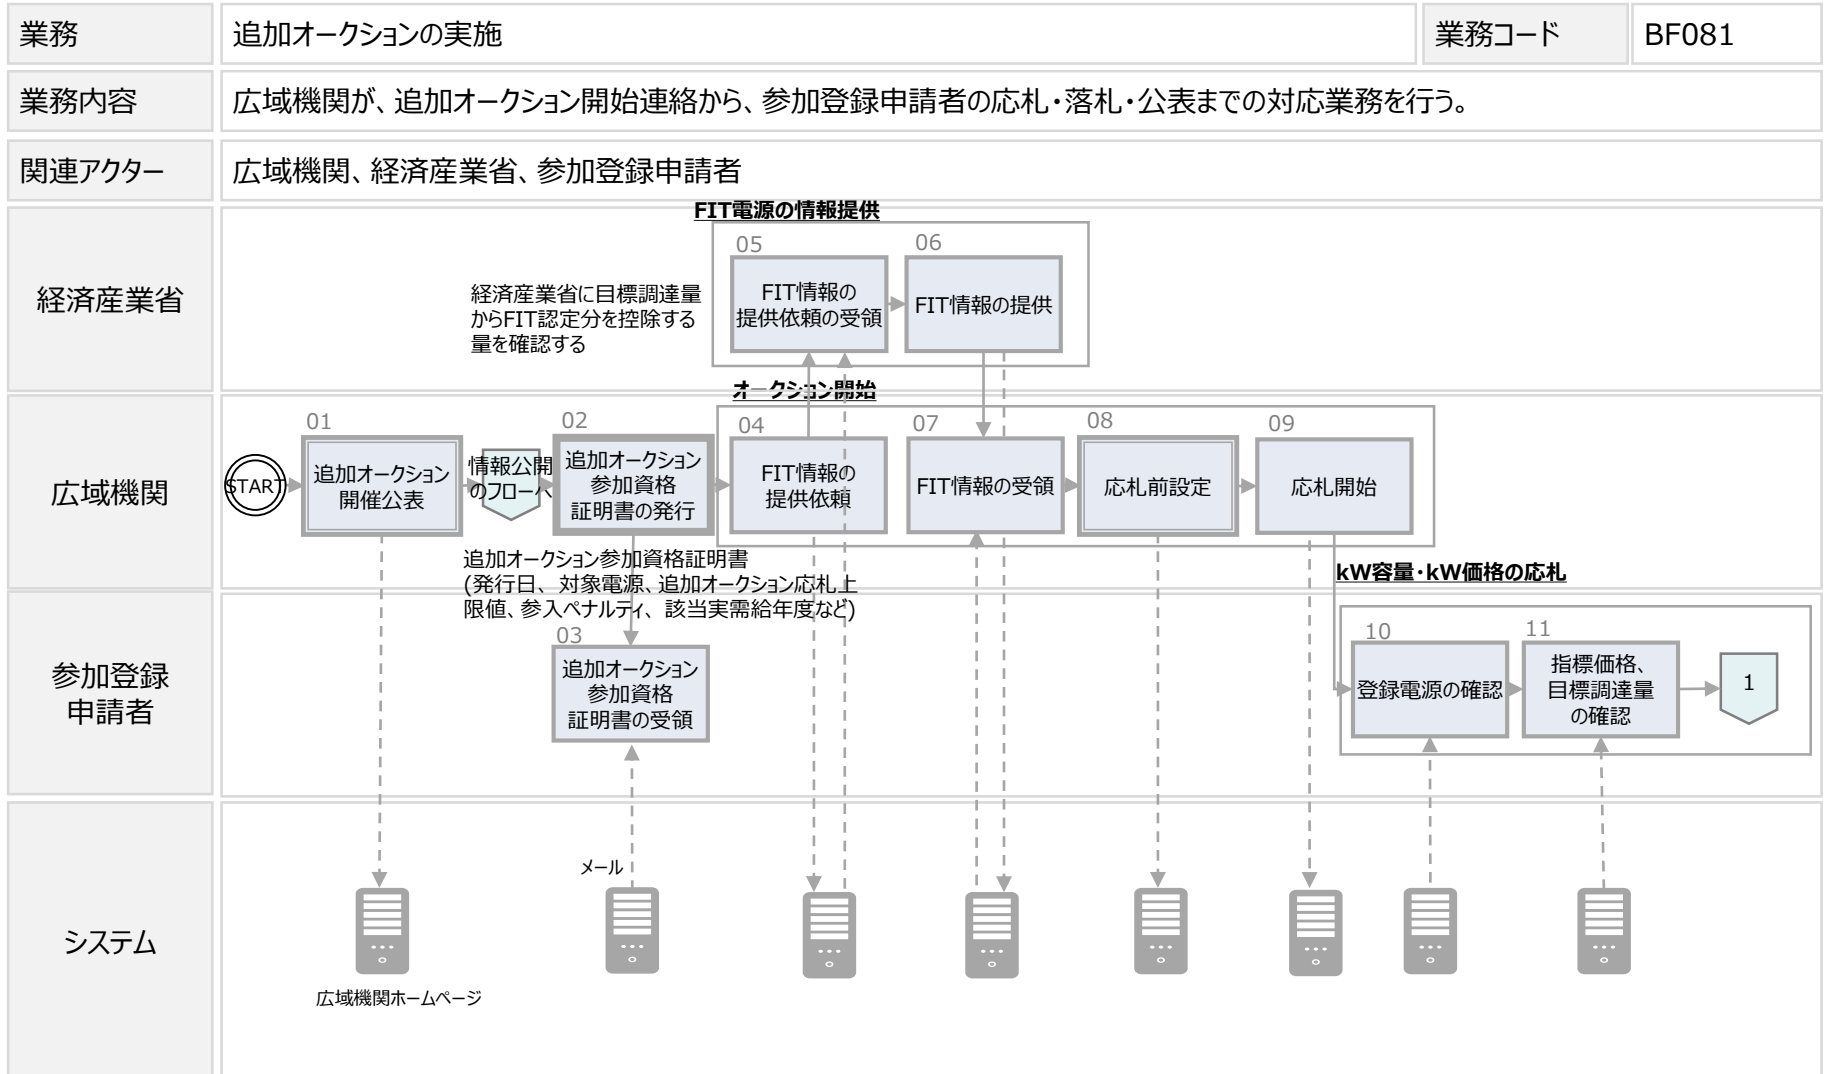 業務
追加オークションの実施
業務コード
BF081
業務内容
広域機関が、追加オークション開始連絡から、参加登録申請者の応札・落札・公表までの対応業務を行う。
関連アクター
広域機関、経済産業省、参加登録申請者
経済産業省
FIT電源の情報提供
経済産業省に目標調達量
からFIT認定分を控除する
量を確認する
05
FIT情報の
提供依頼の受領
06
FIT情報の提供
広域機関
オークション開始
START
01
追加オークション
開催公表
情報公開
のフローへ
02
追加オークション
参加資格
証明書の発行
04
FIT情報の
提供依頼
07
FIT情報の受領
08
応札前設定
09
応札開始
追加オークション参加資格証明書
(発行日、対象電源、追加オークション応札上
限値、参入ペナルティ、該当実需給年度など)
kW容量・kW価格の応札
参加登録
申請者
03
追加オークション
参加資格
証明書の受領
10
登録電源の確認
11
指標価格、
目標調達量
の確認
1
システム
メール
広域機関ホームページ